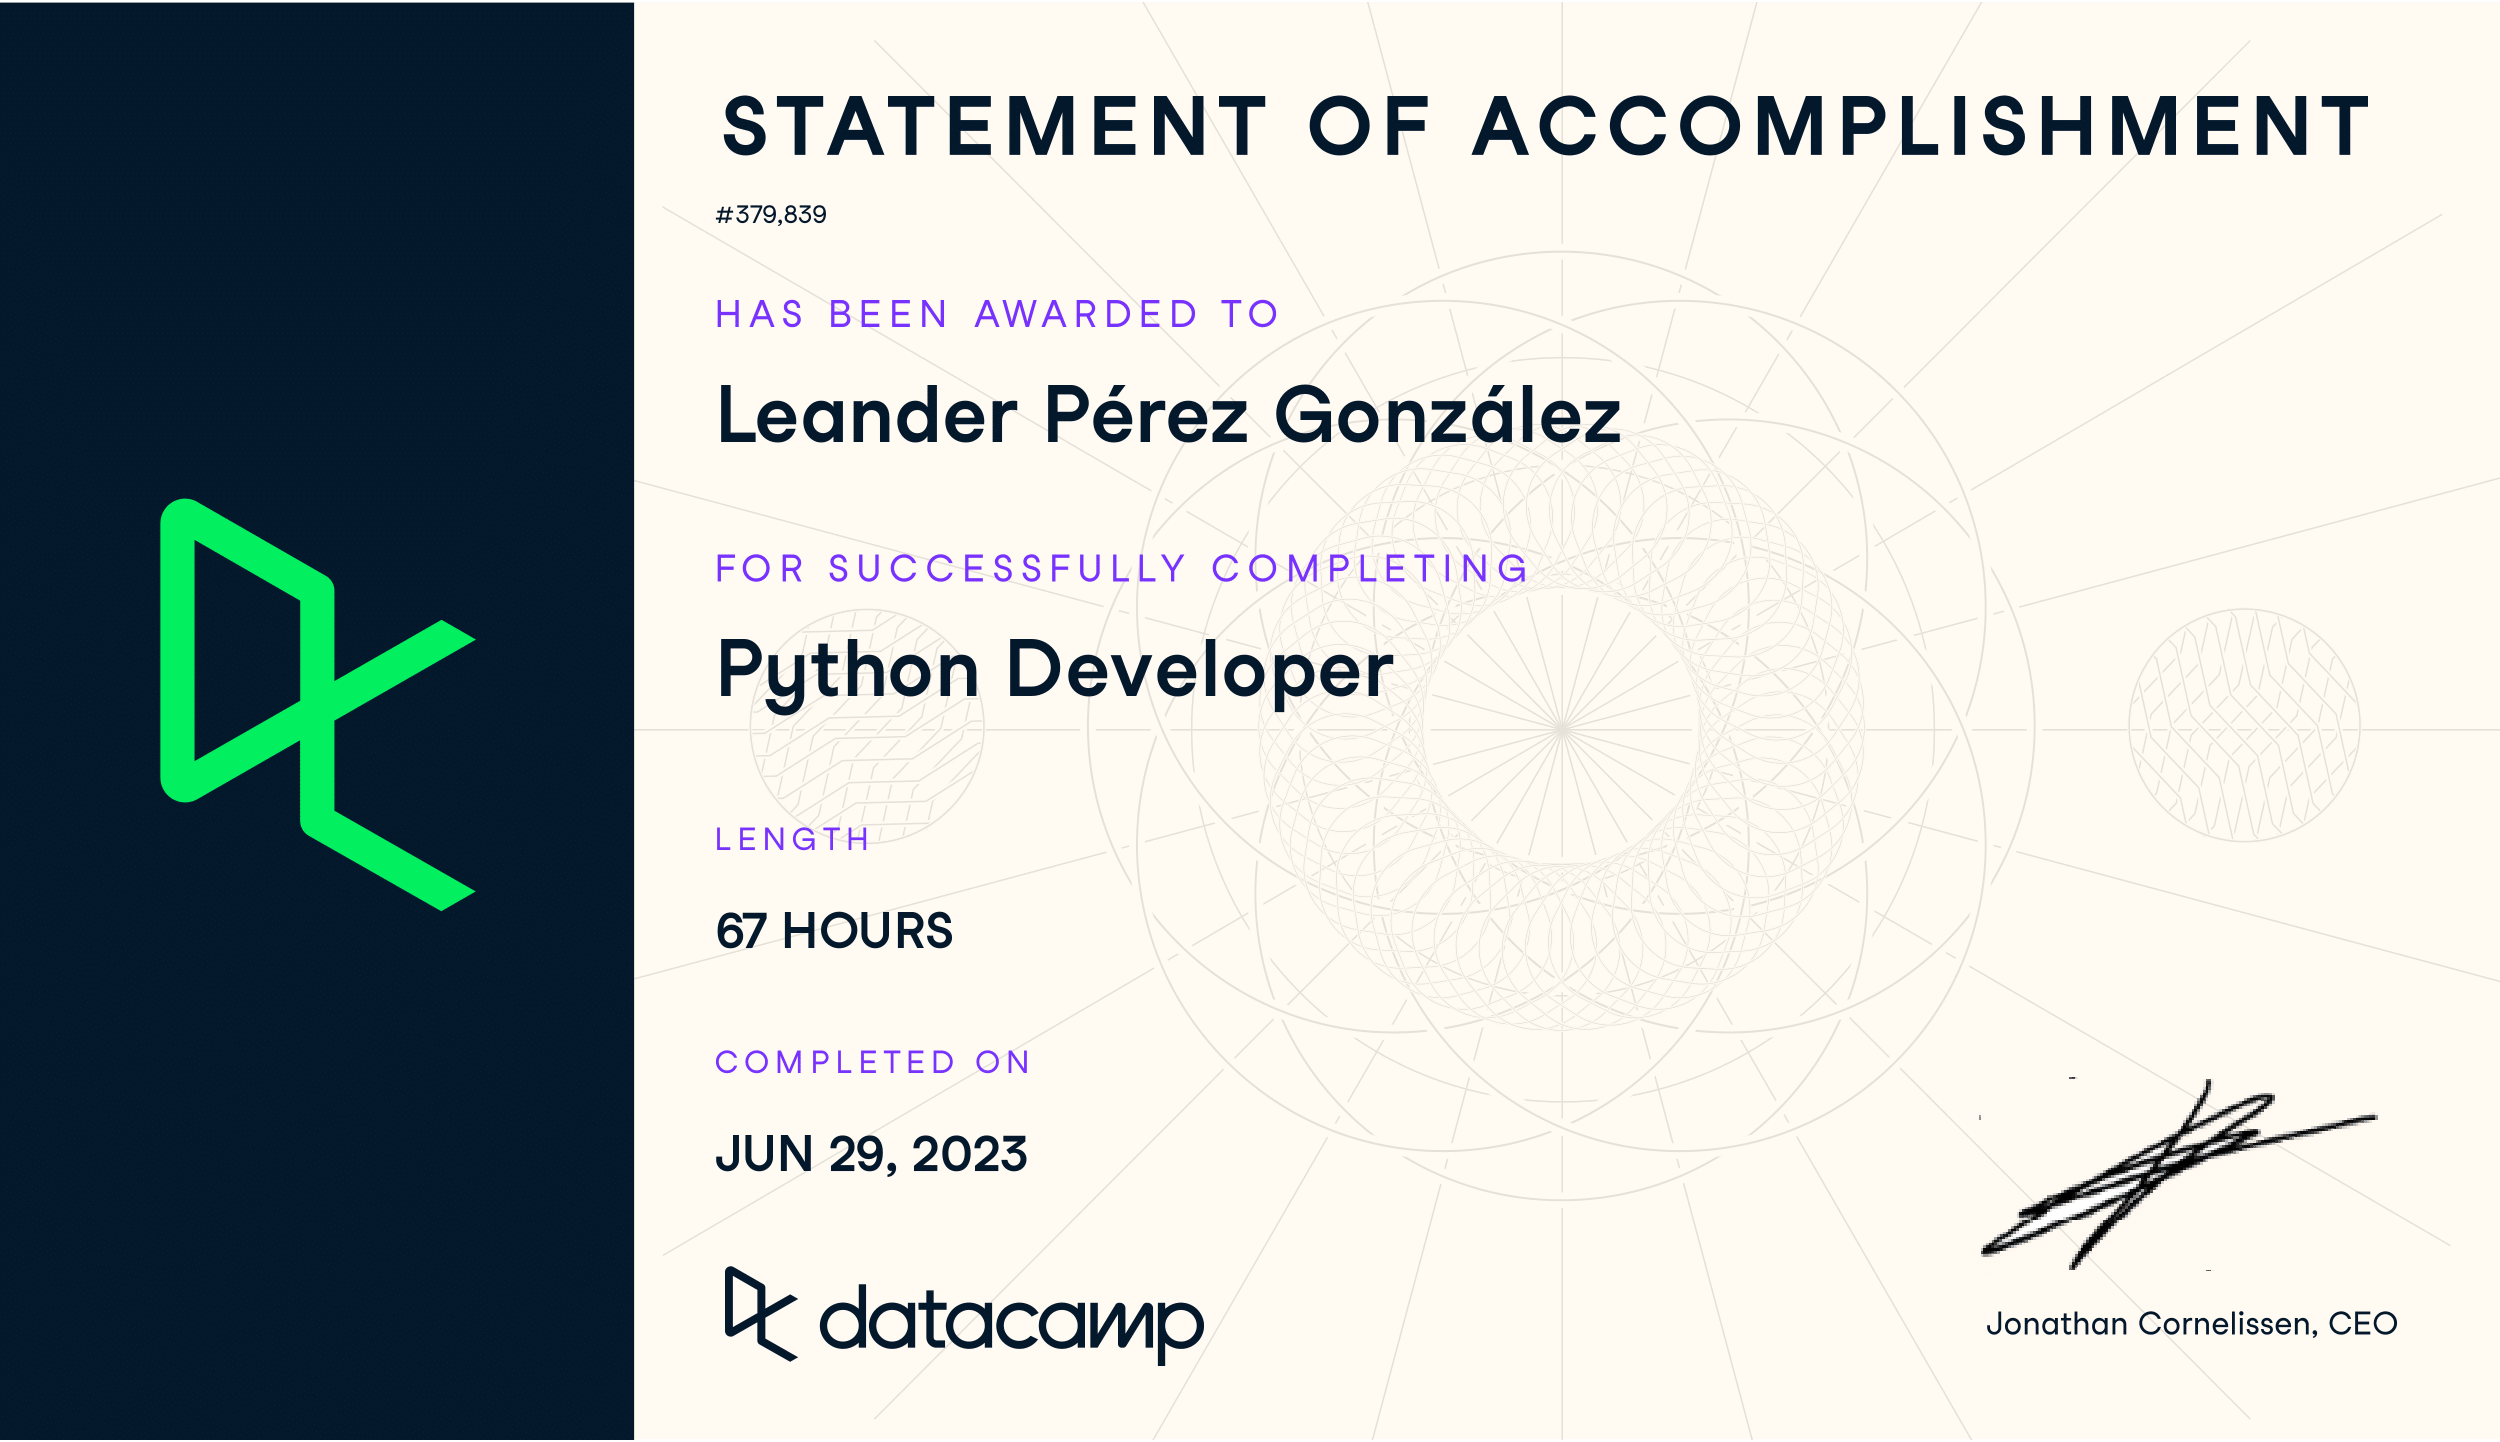 STATEMENT OF ACCOMPLISHMENT
#379,839
HAS BEEN AWARDED TO
Leander Pérez González
FOR SUCCESSFULLY COMPLETING
Python Developer
LENGTH
67 HOURS
COMPLETED ON
JUN 29, 2023
datacamp
Jonathan Cornelissen, CEO